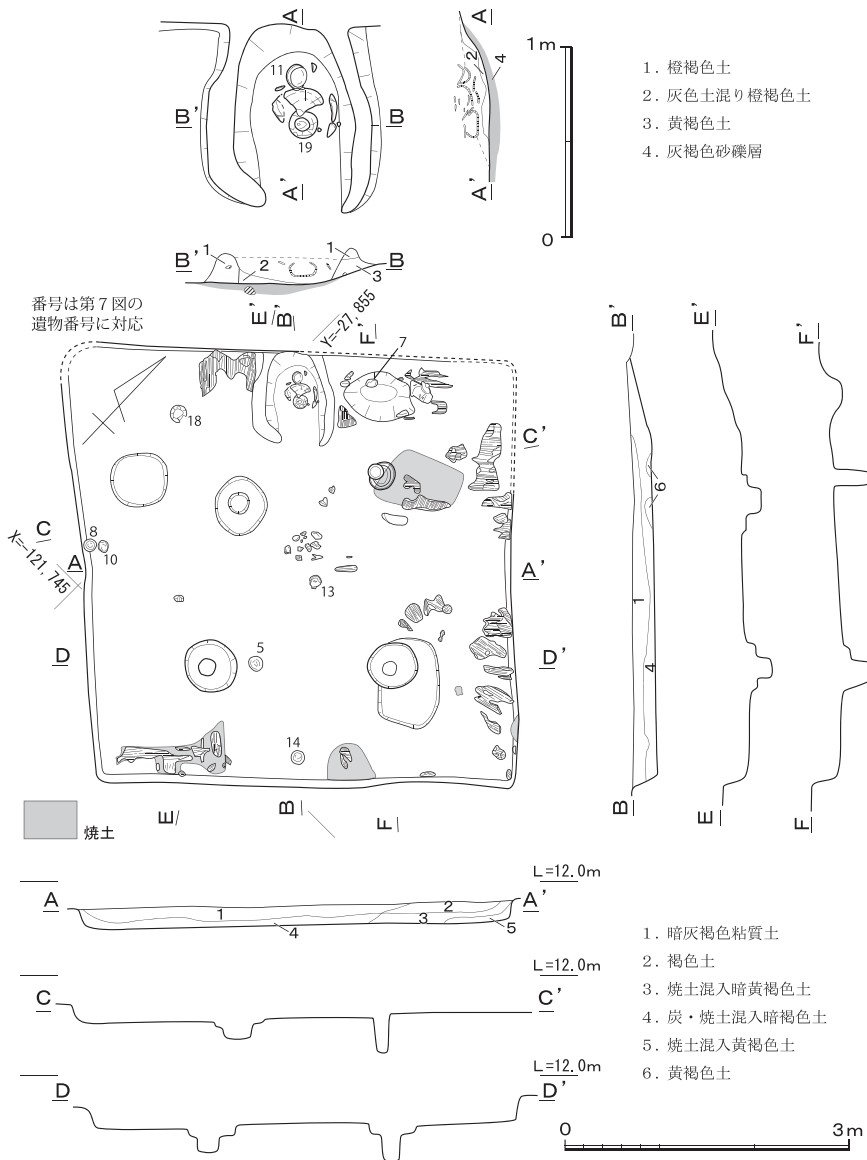 A
11
19
B'
B
A'
A
2
4
A'
1m
0
1. 橙褐色土
2. 灰色土混り橙褐色土
3. 黄褐色土
4. 灰褐色砂礫層
B'
1
2
1
3
B
番号は第７図の
遺物番号に対応
E'
B'
Y=-27,855
F'
7
18
C'
C
8
10
X=-121,745
A
A'
13
D
5
D'
14
E
B
F
焼土
B'
6
1
4
B
E'
E
F'
F
L=12.0m
A
1
2
3
4
5
A'
L=12.0m
C
C'
L=12.0m
D
D'
1. 暗灰褐色粘質土
2. 褐色土
3. 焼土混入暗黄褐色土
4. 炭・焼土混入暗褐色土
5. 焼土混入黄褐色土
6. 黄褐色土
0
3m